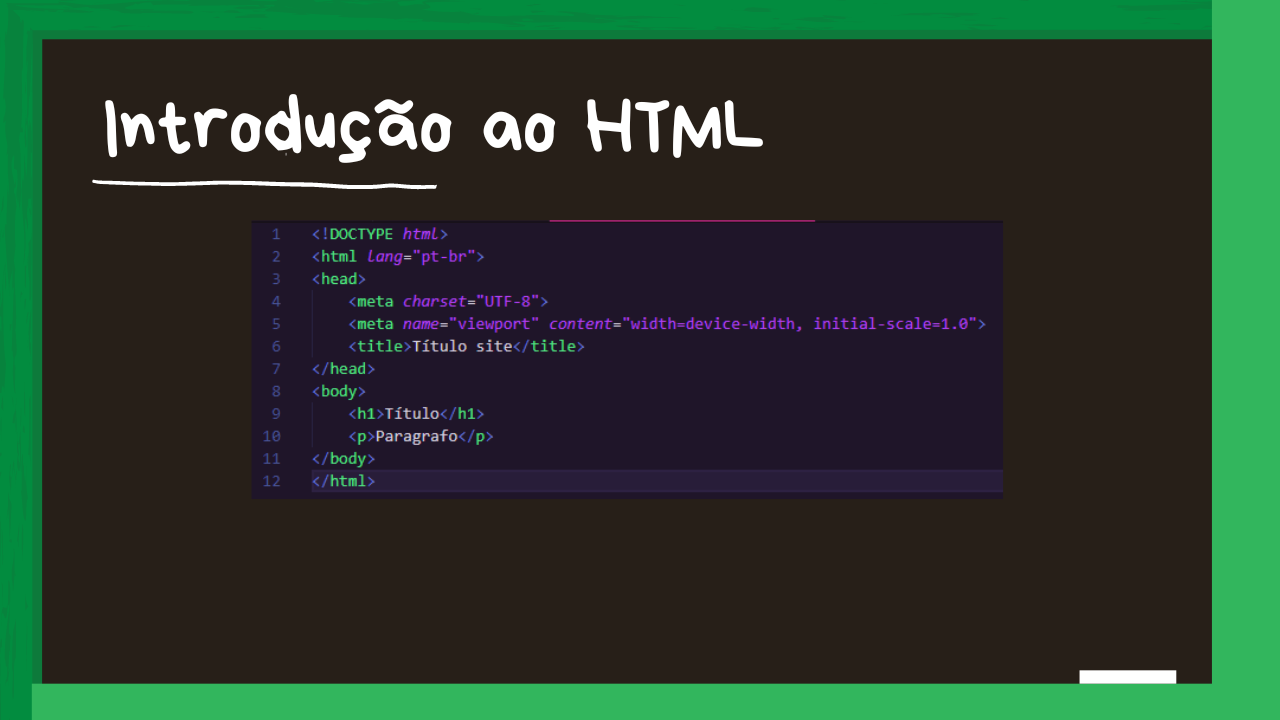 Introdução ao HTML
1 <!DOCTYPE html>
2 <html lang="pt-br">
3 <head>
4     <meta charset="UTF-8">
5     <meta name="viewport" content="width=device-width, initial-scale=1.0">
6     <title>Título site</title>
7 </head>
8 <body>
9     <h1>Título</h1>
10     <p>Paragrafo</p>
11 </body>
12 </html>